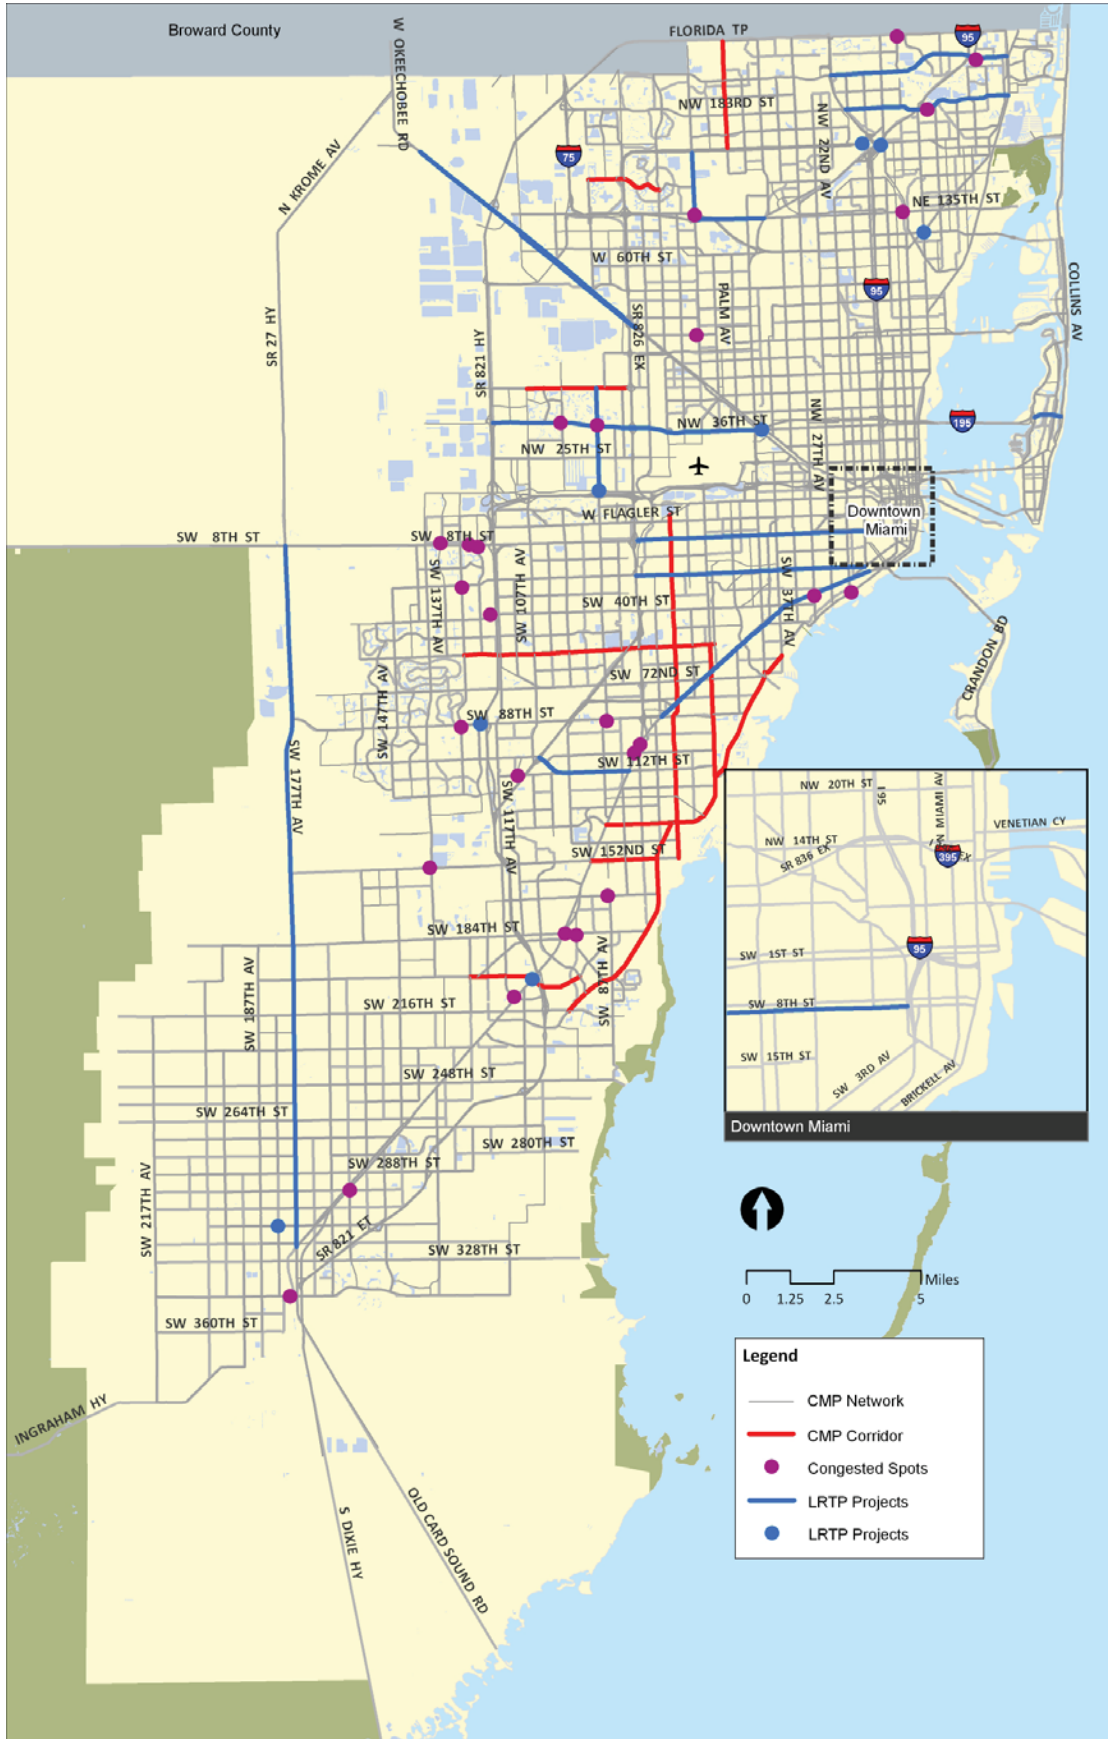 Broward County
W OKEECHOBEE RD
FLORIDA TP
95
NW 183RD ST
NW 22ND AV
N KROME AV
75
NE 135TH ST
W 60TH ST
COLLINS AV
95
PALM AV
SR 826 EX
SR 27 HY
SR 821 HY
NW 36TH ST
NW 27TH AV
195
NW 25TH ST
W FLAGLER ST
Downtown
Miami
SW 8TH ST
SW 8TH ST
SW 137TH AV
SW 107TH AV
SW 37TH AV
SW 40TH ST
CRANDON BD
SW 72ND ST
SW 147TH AV
SW 88TH ST
SW 177TH AV
SW 112TH ST
SW 117TH AV
SW 152ND ST
NW 20TH ST
I 95
N MIAMI AV
VENETIAN CY
NW 14TH ST
SR 836 EX
395
EX
SW 1ST ST
95
SW 8TH ST
SW 15TH ST
SW 3RD AV
BRICKELL AV
Downtown Miami
SW 184TH ST
SW 187TH AV
SW 87TH AV
SW 216TH ST
SW 248TH ST
SW 264TH ST
SW 280TH ST
SW 288TH ST
SW 217TH AV
SR 821 ET
SW 328TH ST
SW 360TH ST
INGRAHAM HY
S DIXIE HY
OLD CARD SOUND RD
Miles
0 1.25 2.5 5
Legend
CMP Network
CMP Corridor
Congested Spots
LRTP Projects
LRTP Projects